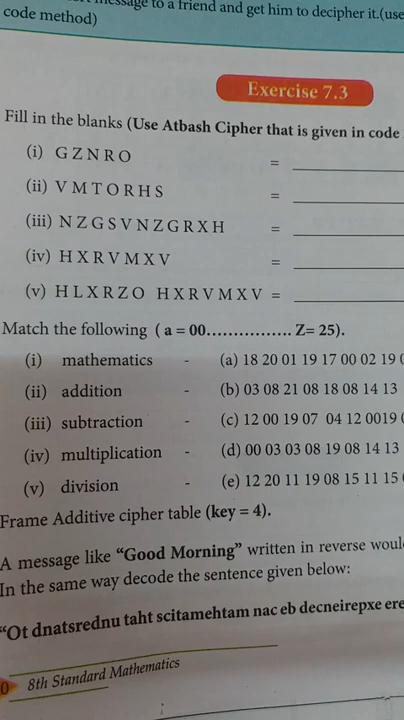 message to a friend and get him to decipher it.(use
code method)
Exercise 7.3
Fill in the blanks (Use Atbash Cipher that is given in code
(i) G Z N R O =
(ii) V M T O R H S =
(iii) N Z G S V N Z G R X H =
(iv) H X R V M X V =
(v) H L X R Z O H X R V M X V =
Match the following ( a = 00................ Z= 25).
(i) mathematics - (a) 18 20 01 19 17 00 02 19 0
(ii) addition - (b) 03 08 21 08 18 08 14 13
(iii) subtraction - (c) 12 00 19 07 04 12 0019 0
(iv) multiplication - (d) 00 03 03 08 19 08 14 13
(v) division - (e) 12 20 11 19 08 15 11 15
Frame Additive cipher table (key = 4).
A message like “Good Morning” written in reverse woul
In the same way decode the sentence given below:
“Ot dnatsrednu taht scitamehtam nac eb decneirepxe ere
0 8th Standard Mathematics